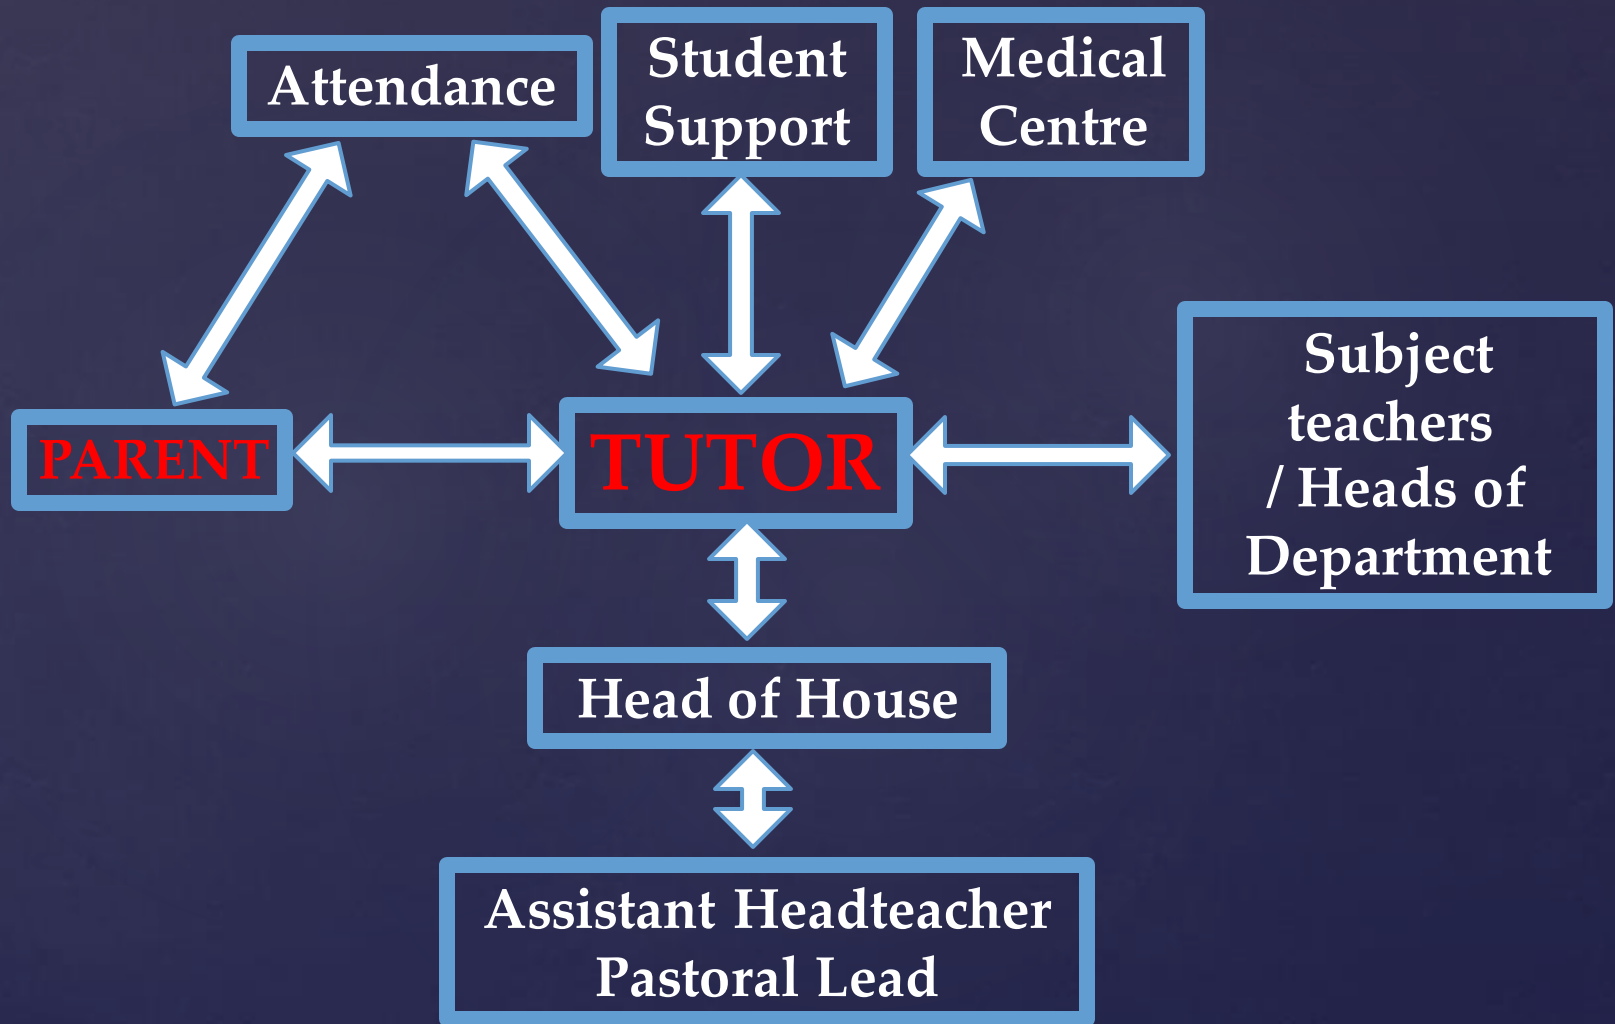 Attendance
Student
Support
Medical
Centre
PARENT
TUTOR
Subject
teachers
/ Heads of
Department
Head of House
Assistant Headteacher
Pastoral Lead